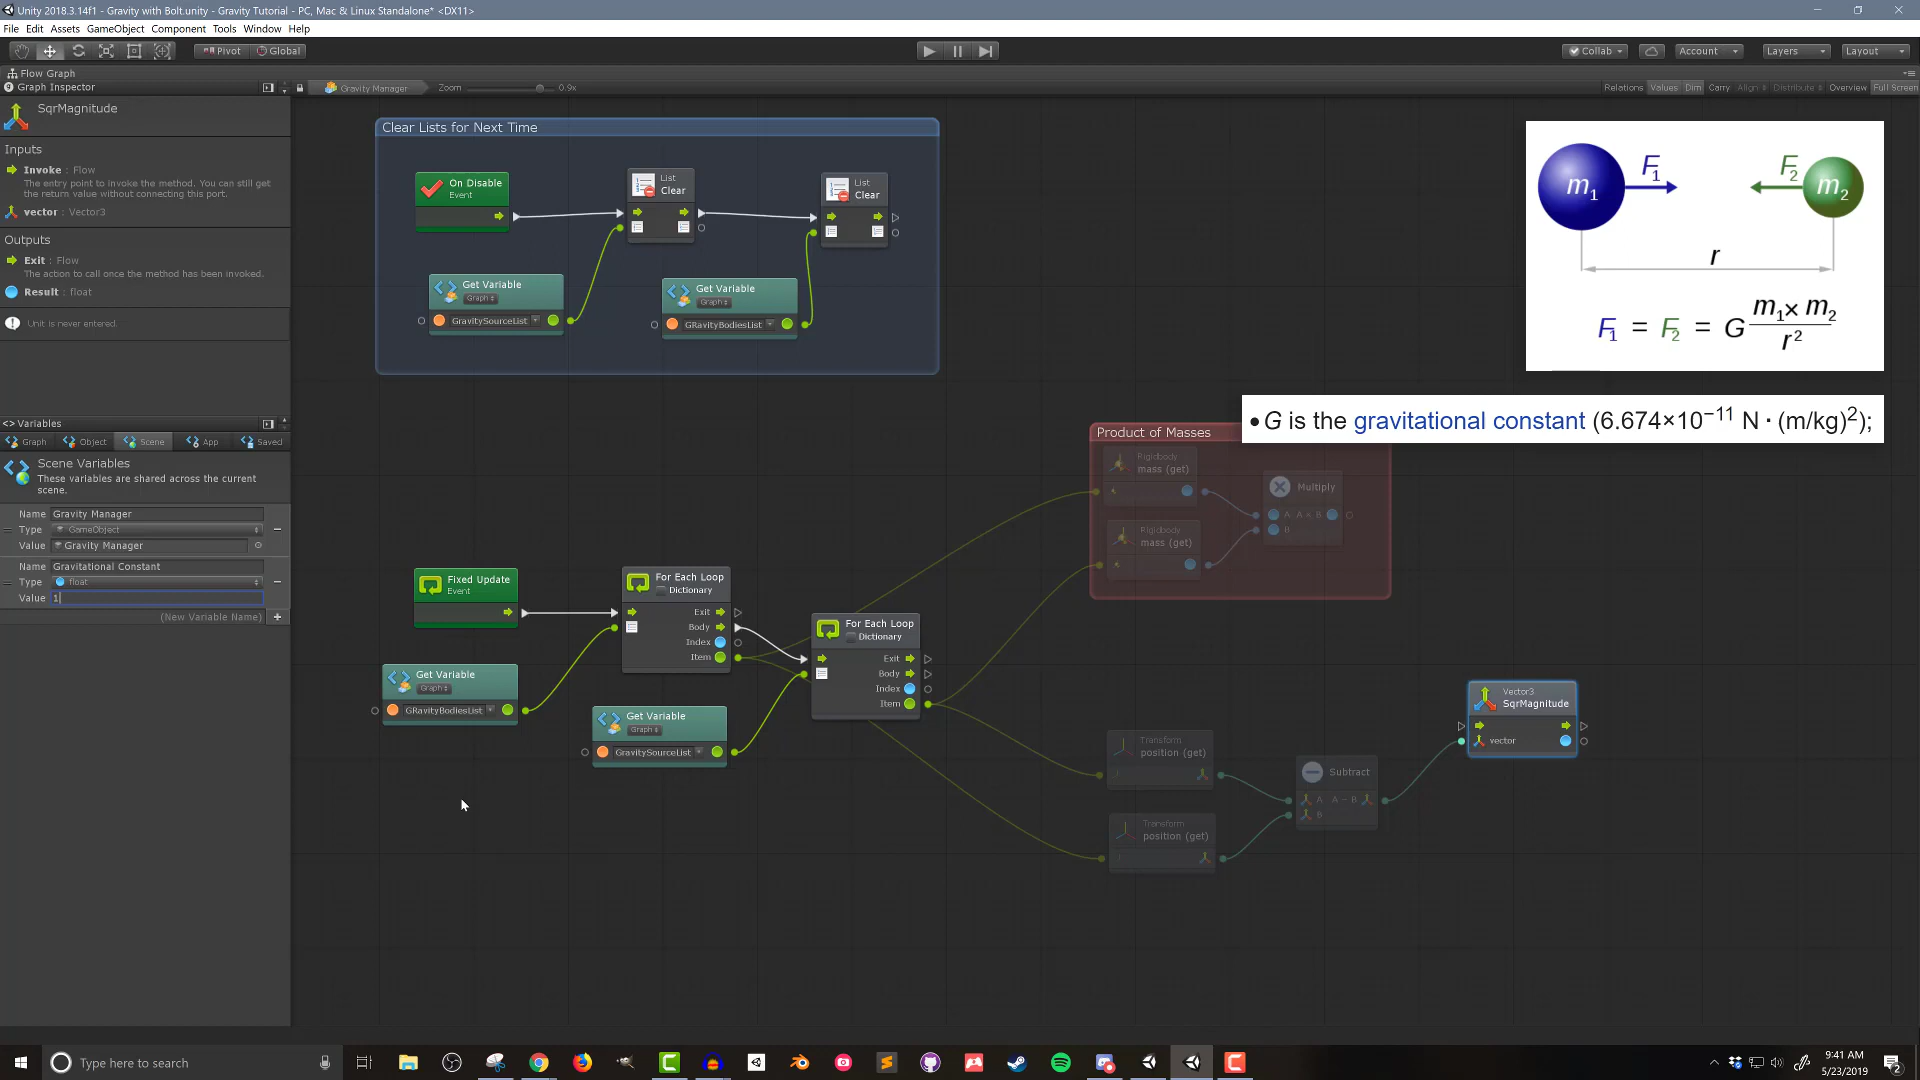 Unity 2018.3.14f1 - Gravity with Bolt.unity - Gravity Tutorial - PC, Mac & Linux Standalone* <DX11>
File Edit Assets GameObject Component Tools Window Help
Pivot Global Collab Account Layers Layout
Flow Graph
Graph Inspector Gravity Manager Zoom 0.9x Relations Values Dim Carry Align Distribute Overview Full Screen
SqrMagnitude
Inputs
Invoke : Flow
The entry point to invoke the method. You can still get
the return value without connecting this port.
vector : Vector3
Outputs
Exit : Flow
The action to call once the method has been invoked.
Result : float
Unit is never entered.
<> Variables
Graph Object Scene App Saved
Scene Variables
These variables are shared across the current
scene.
Name Gravity Manager
Type GameObject
Value Gravity Manager
Name Gravitational Constant
Type float
Value 1
(New Variable Name) +
Clear Lists for Next Time
On Disable
Event
List
Clear
List
Clear
Get Variable
Graph
GravitySourceList
Get Variable
Graph
GRavityBodiesList
m₁ F₁ F₂ m₂
r
F₁ = F₂ = G m₁ × m₂ / r²
•G is the gravitational constant (6.674×10⁻¹¹ N · (m/kg)²);
Product of Masses
Rigidbody
mass (get)
Rigidbody
mass (get)
Multiply
A A × B
B
Fixed Update
Event
For Each Loop
Dictionary
Exit
Body
Index
Item
For Each Loop
Dictionary
Exit
Body
Index
Item
Get Variable
Graph
GRavityBodiesList
Get Variable
Graph
GravitySourceList
Transform
position (get)
Transform
position (get)
Subtract
A A − B
B
Vector3
SqrMagnitude
vector
Type here to search
9:41 AM
5/23/2019
2